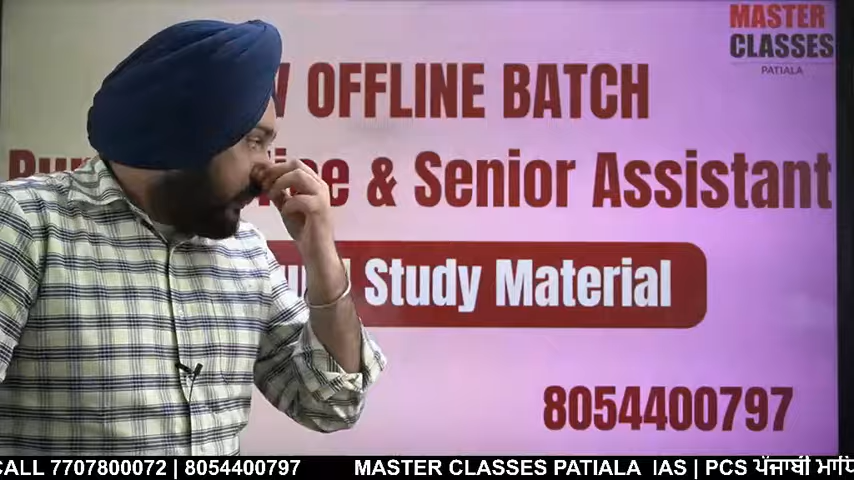 MASTER
CLASSES
PATIALA
OFFLINE BATCH
& Senior Assistant
Study Material
8054400797
CALL 7707800072 | 8054400797 MASTER CLASSES PATIALA IAS | PCS ਪੰਜਾਬੀ